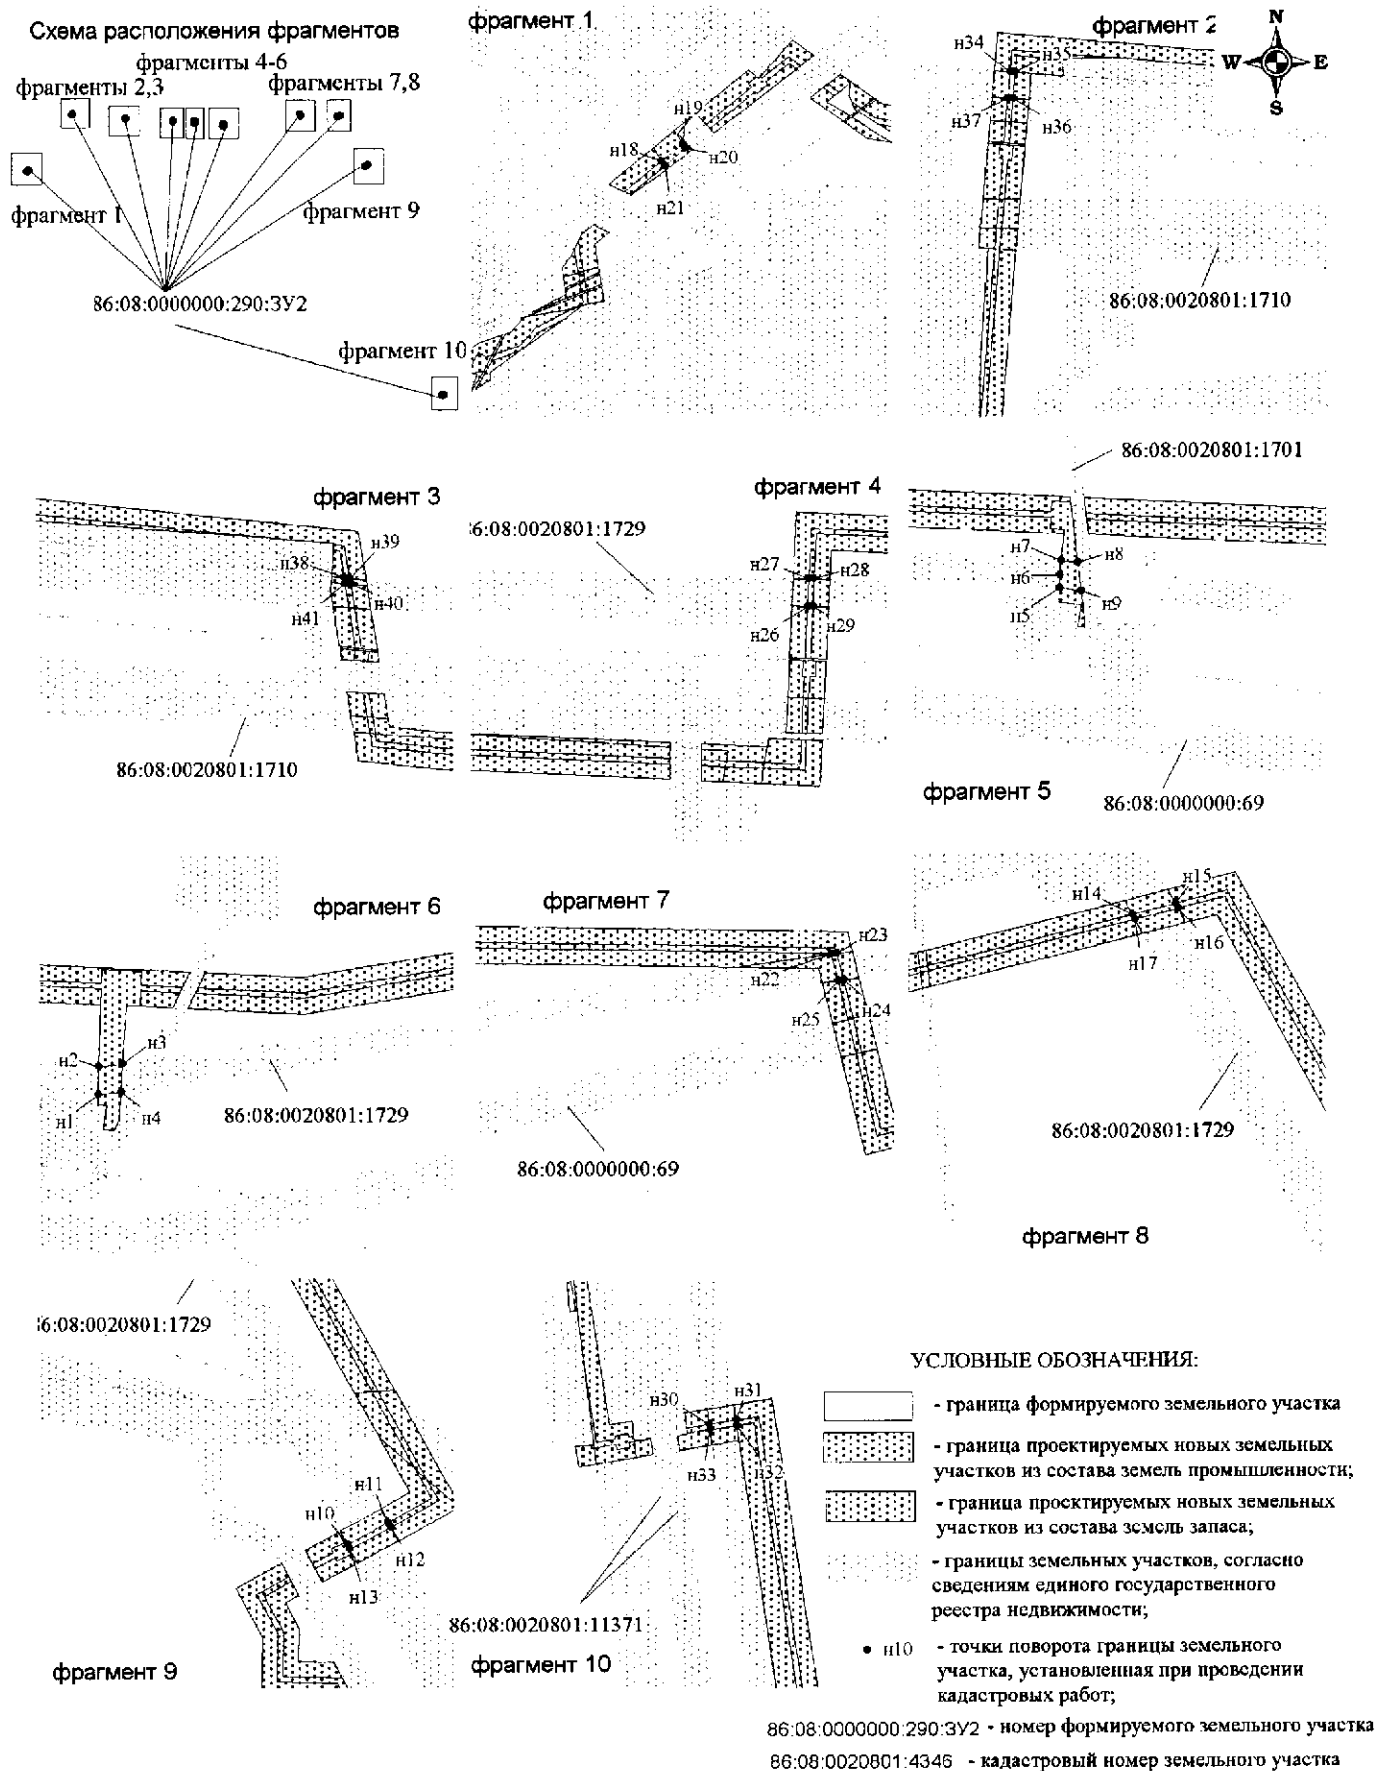 Схема расположения фрагментов
фрагменты 4-6
фрагменты 2,3
фрагменты 7,8
фрагмент 1
фрагмент 9
86:08:0000000:290:ЗУ2
фрагмент 10
фрагмент 1
н19
н18
н20
н21
фрагмент 2
N
W
E
S
н34
н35
н37
н36
86:08:0020801:1710
фрагмент 3
н39
н38
н40
н41
86:08:0020801:1710
фрагмент 4
86:08:0020801:1729
н27
н28
н26
н29
86:08:0020801:1701
н7
н8
н6
н5
н9
фрагмент 5
86:08:0000000:69
фрагмент 6
н3
н2
н1
н4
86:08:0020801:1729
фрагмент 7
н23
н22
н24
н25
86:08:0000000:69
н15
н14
н16
н17
86:08:0020801:1729
фрагмент 8
6:08:0020801:1729
н11
н10
н12
н13
фрагмент 9
н31
н30
н32
н33
86:08:0020801:11371
фрагмент 10
УСЛОВНЫЕ ОБОЗНАЧЕНИЯ:
- граница формируемого земельного участка
- граница проектируемых новых земельных
участков из состава земель промышленности;
- граница проектируемых новых земельных
участков из состава земель запаса;
- границы земельных участков, согласно
сведениям единого государственного
реестра недвижимости;
н10 - точки поворота границы земельного
участка, установленная при проведении
кадастровых работ;
86:08:0000000:290:ЗУ2 - номер формируемого земельного участка
86:08:0020801:4346 - кадастровый номер земельного участка